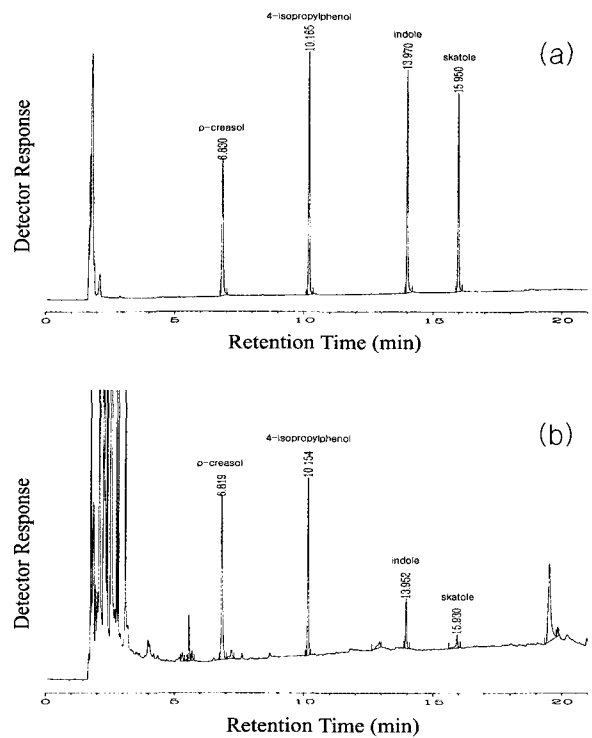 4-isopropylphenol
10.165
(a)
indole
13.970
skatole
15.950
ρ-creasol
6.830
Detector Response
0 5 10 15 20
Retention Time (min)
(b)
4-isopropylphenol
10.154
ρ-creasol
6.819
indole
13.952
skatole
15.930
Detector Response
0 5 10 15 20
Retention Time (min)